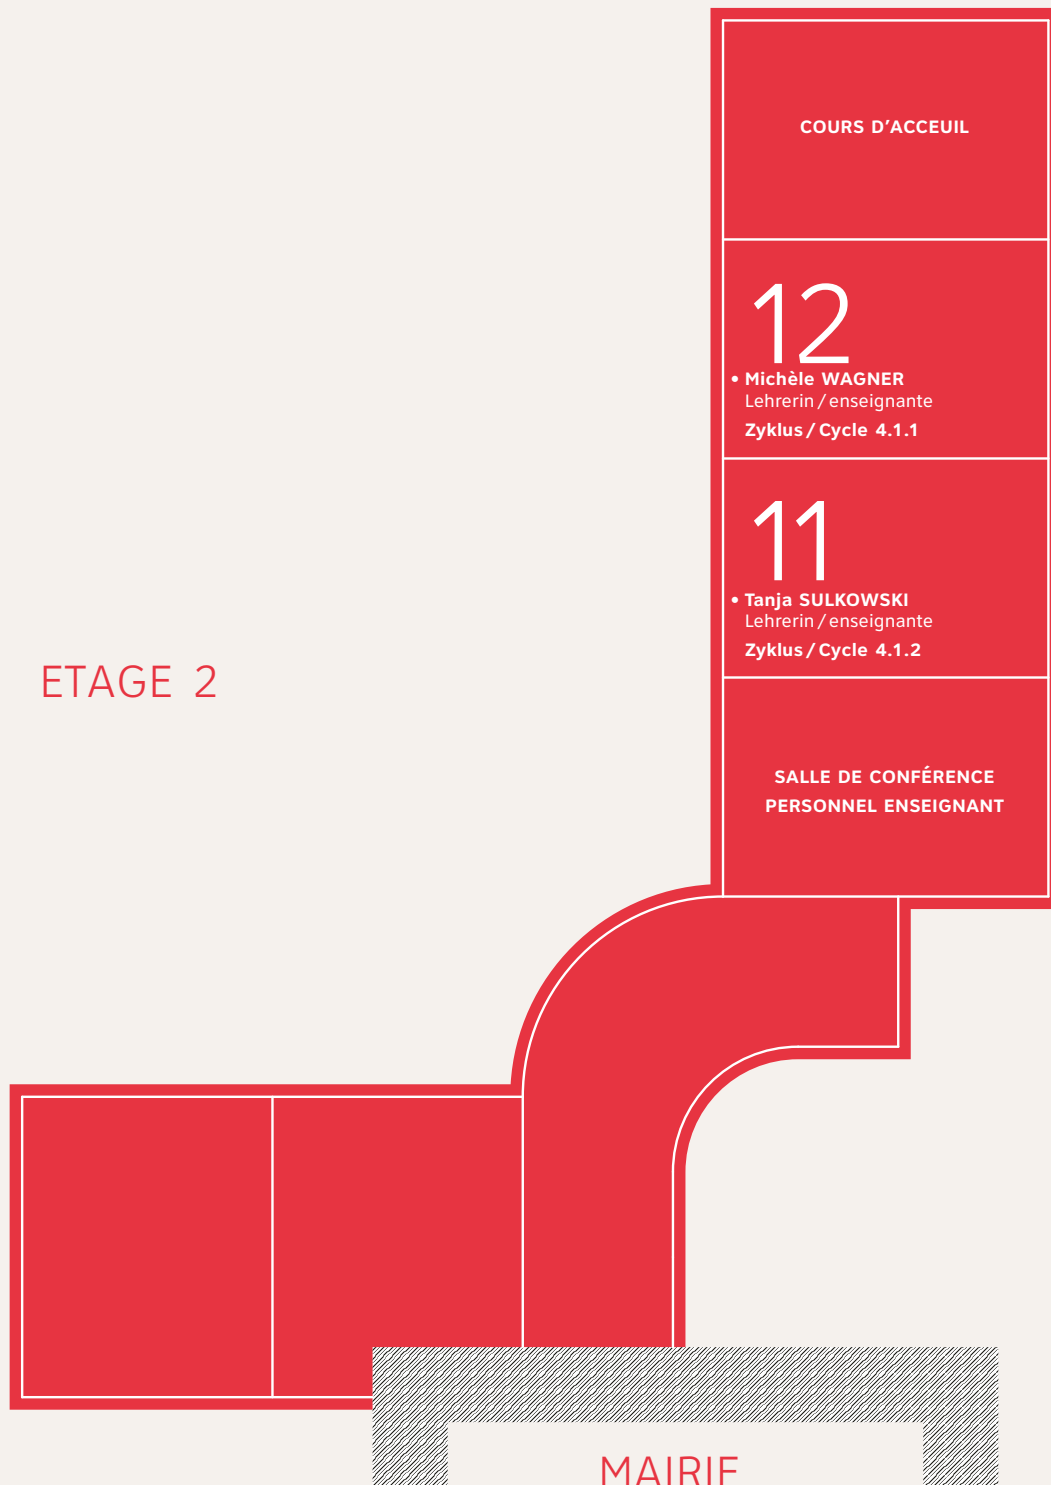 COURS D’ACCEUIL
12
• Michèle WAGNER
Lehrerin / enseignante
Zyklus / Cycle 4.1.1
11
• Tanja SULKOWSKI
Lehrerin / enseignante
Zyklus / Cycle 4.1.2
ETAGE 2
SALLE DE CONFÉRENCE
PERSONNEL ENSEIGNANT
MAIRIE